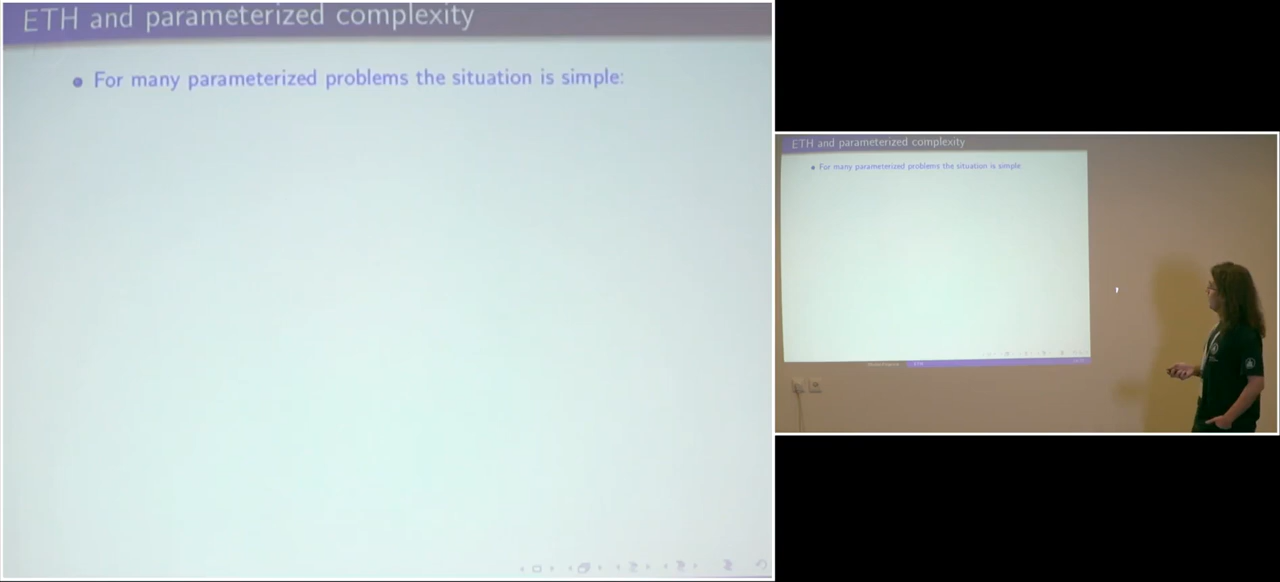 ETH and parameterized complexity
For many parameterized problems the situation is simple:
ETH and parameterized complexity
For many parameterized problems the situation is simple
ETH